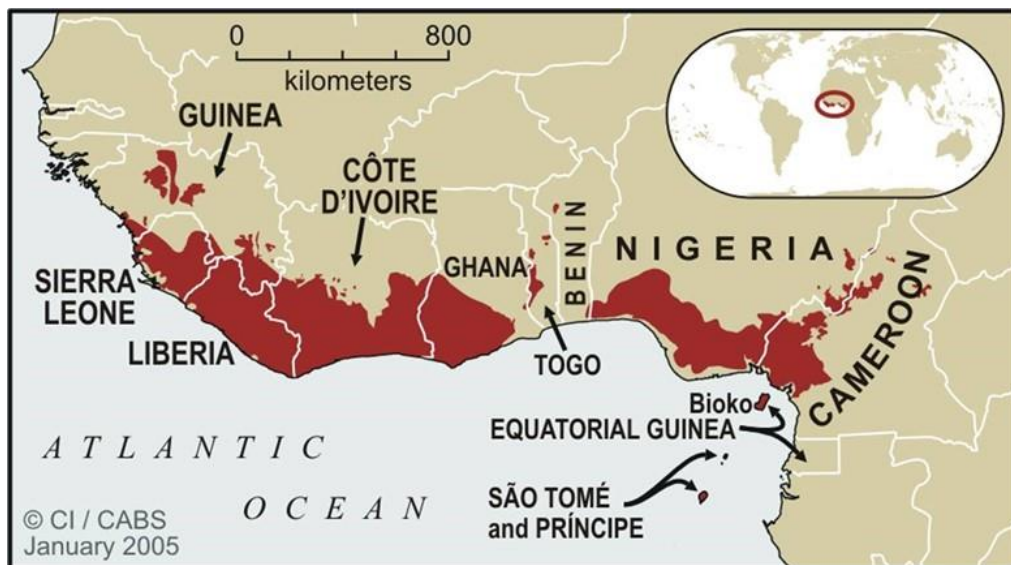 0 800
kilometers
GUINEA
CÔTE
D'IVOIRE
SIERRA
LEONE
LIBERIA
GHANA
TOGO
BENIN
NIGERIA
CAMEROON
Bioko
EQUATORIAL GUINEA
SÃO TOMÉ
and PRÍNCIPE
ATLANTIC
OCEAN
© CI / CABS
January 2005